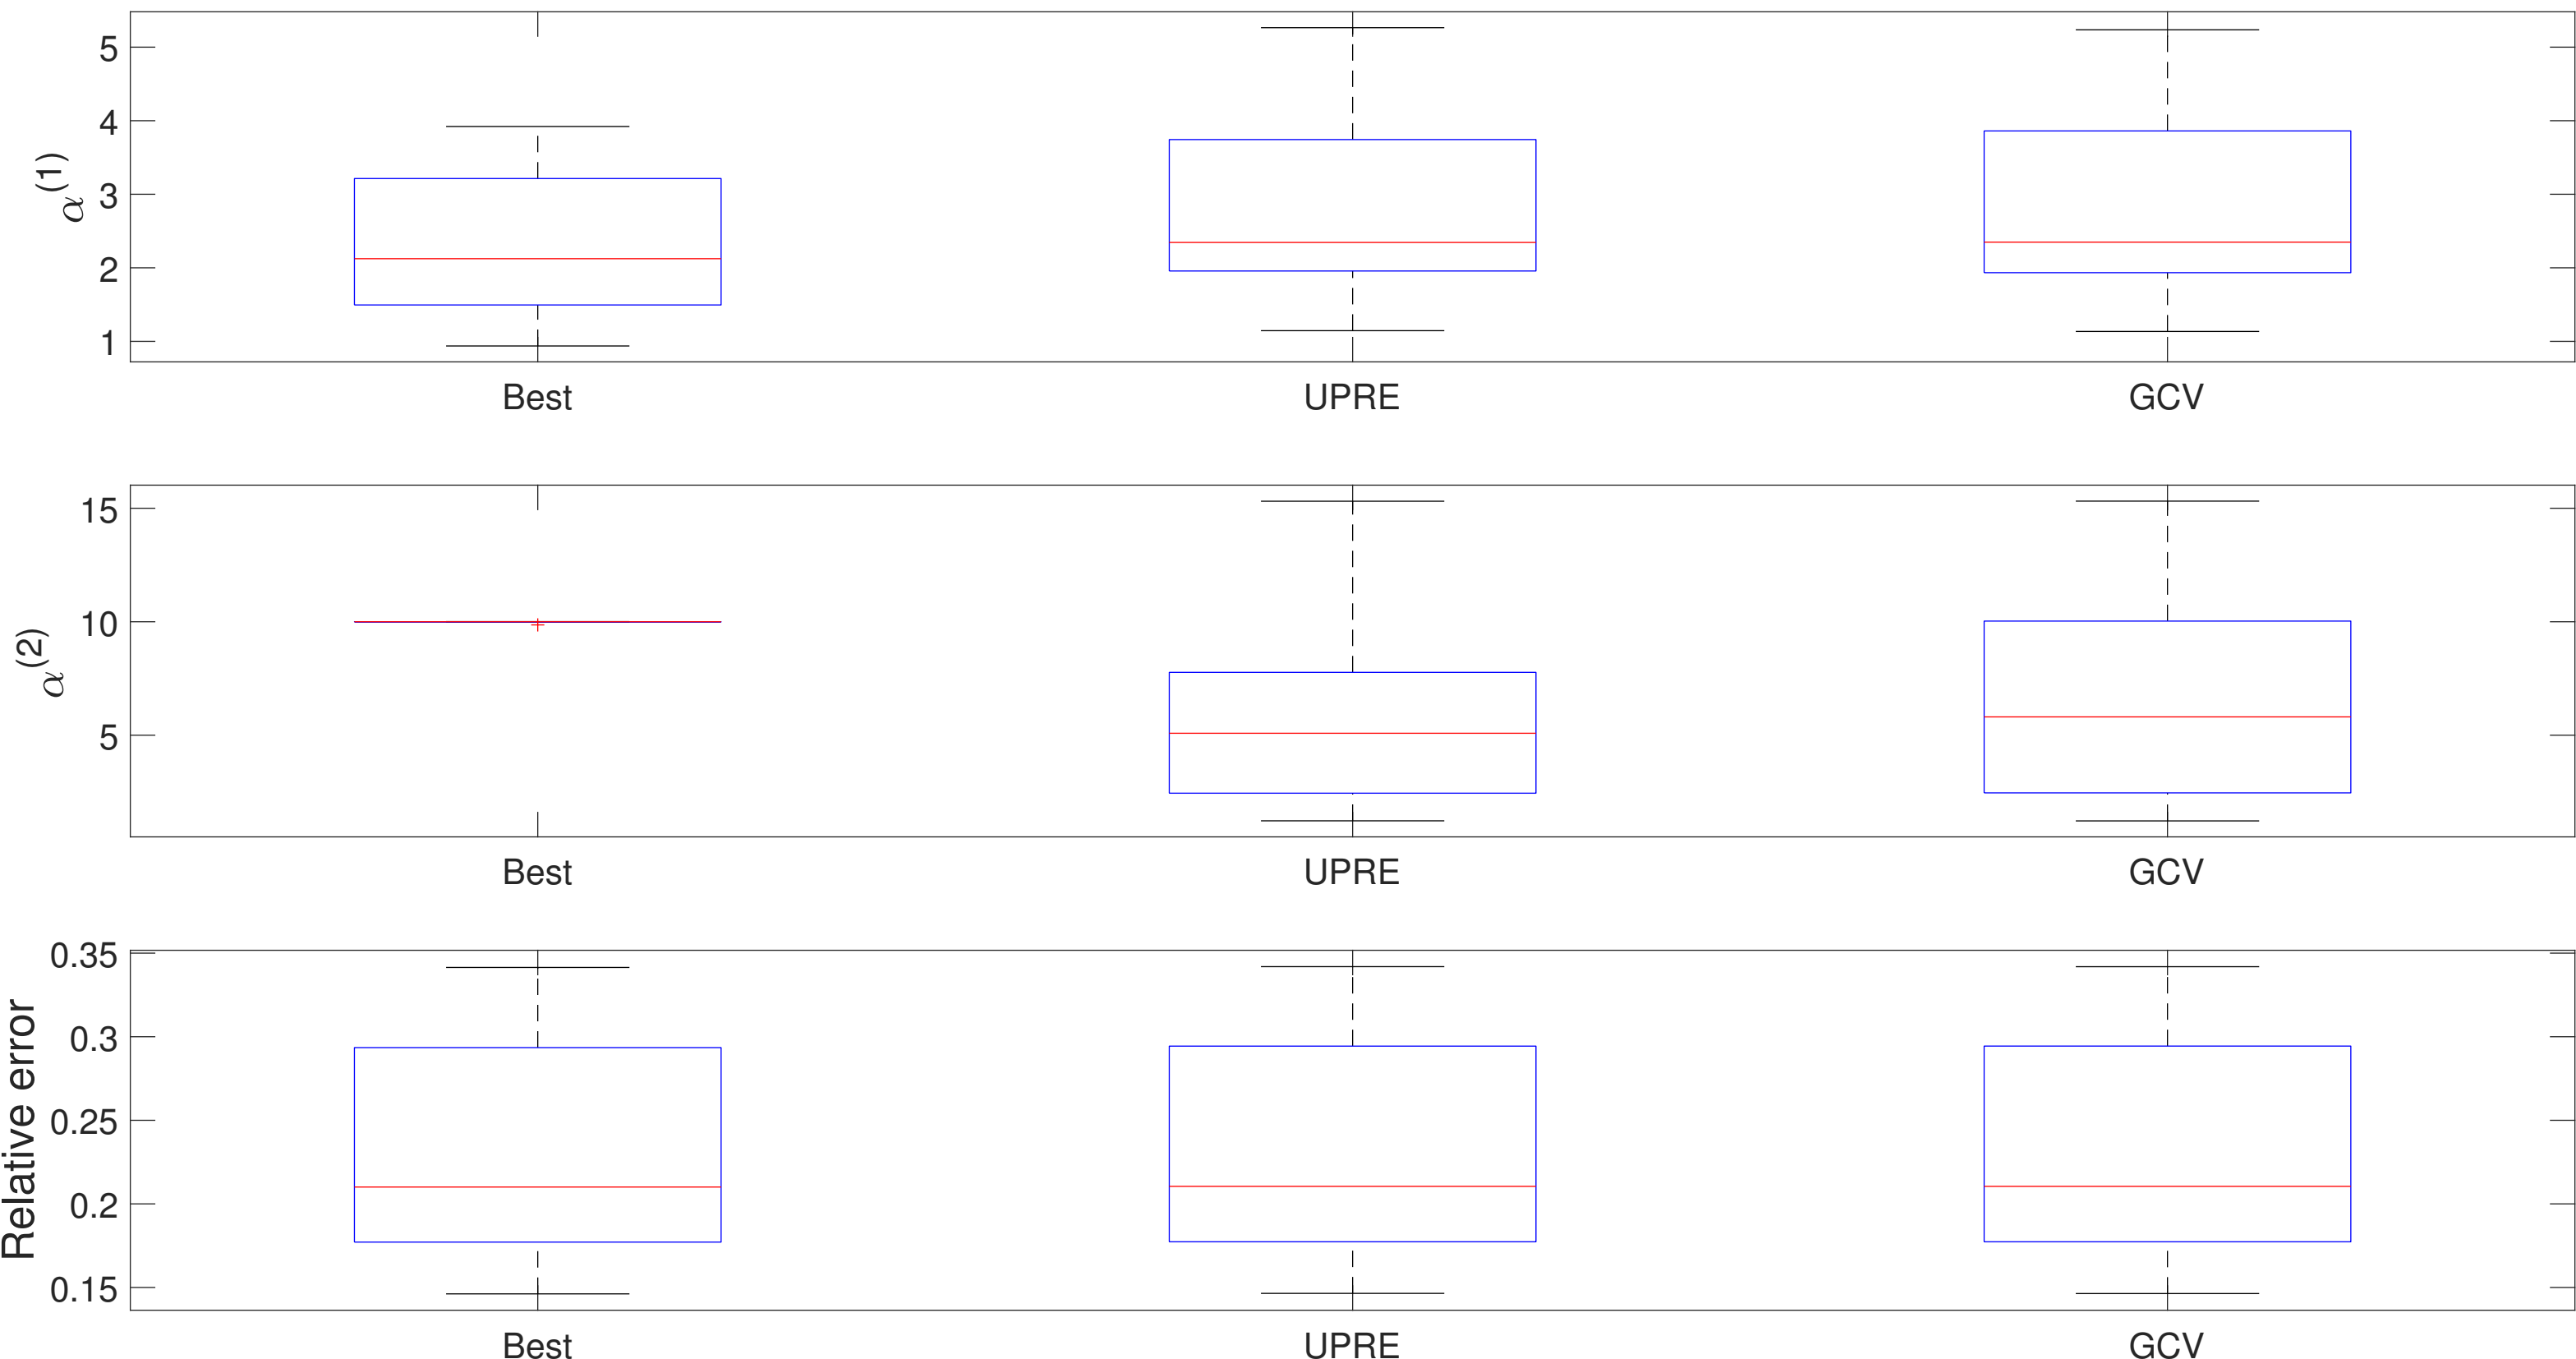 5
4
3
2
1
α^(1)
Best UPRE GCV
15
10
5
α^(2)
Best UPRE GCV
0.35
0.3
0.25
0.2
0.15
Relative error
Best UPRE GCV